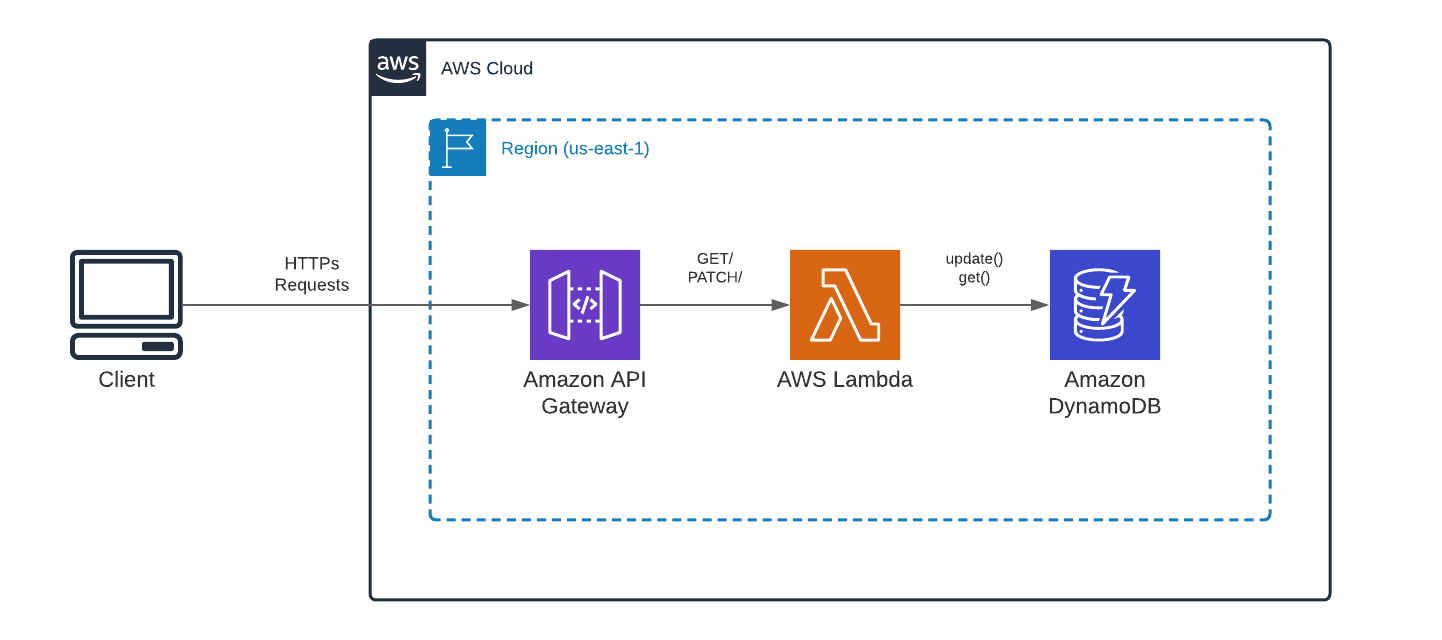 aws
AWS Cloud
Region (us-east-1)
HTTPs
Requests
GET/
PATCH/
update()
get()
</>
Client
Amazon API
Gateway
AWS Lambda
Amazon
DynamoDB